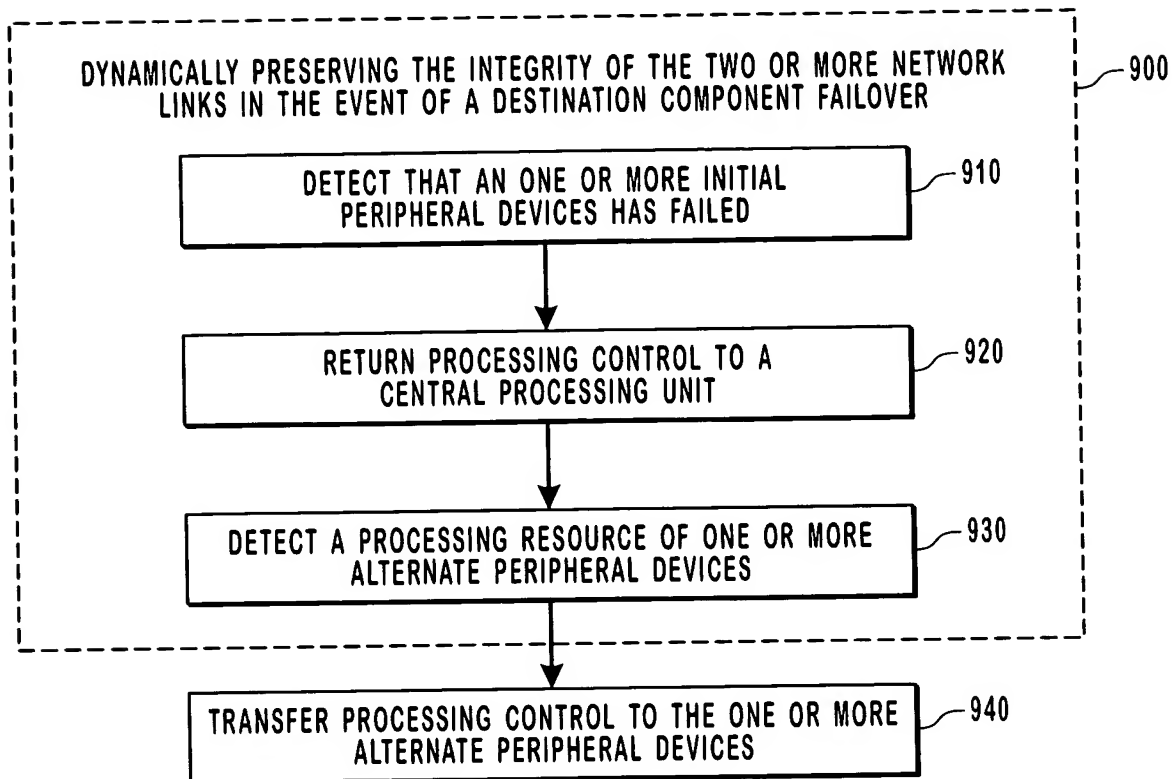 DYNAMICALLY PRESERVING THE INTEGRITY OF THE TWO OR MORE NETWORK
LINKS IN THE EVENT OF A DESTINATION COMPONENT FAILOVER
900
DETECT THAT AN ONE OR MORE INITIAL
PERIPHERAL DEVICES HAS FAILED
910
RETURN PROCESSING CONTROL TO A
CENTRAL PROCESSING UNIT
920
DETECT A PROCESSING RESOURCE OF ONE OR MORE
ALTERNATE PERIPHERAL DEVICES
930
TRANSFER PROCESSING CONTROL TO THE ONE OR MORE
ALTERNATE PERIPHERAL DEVICES
940